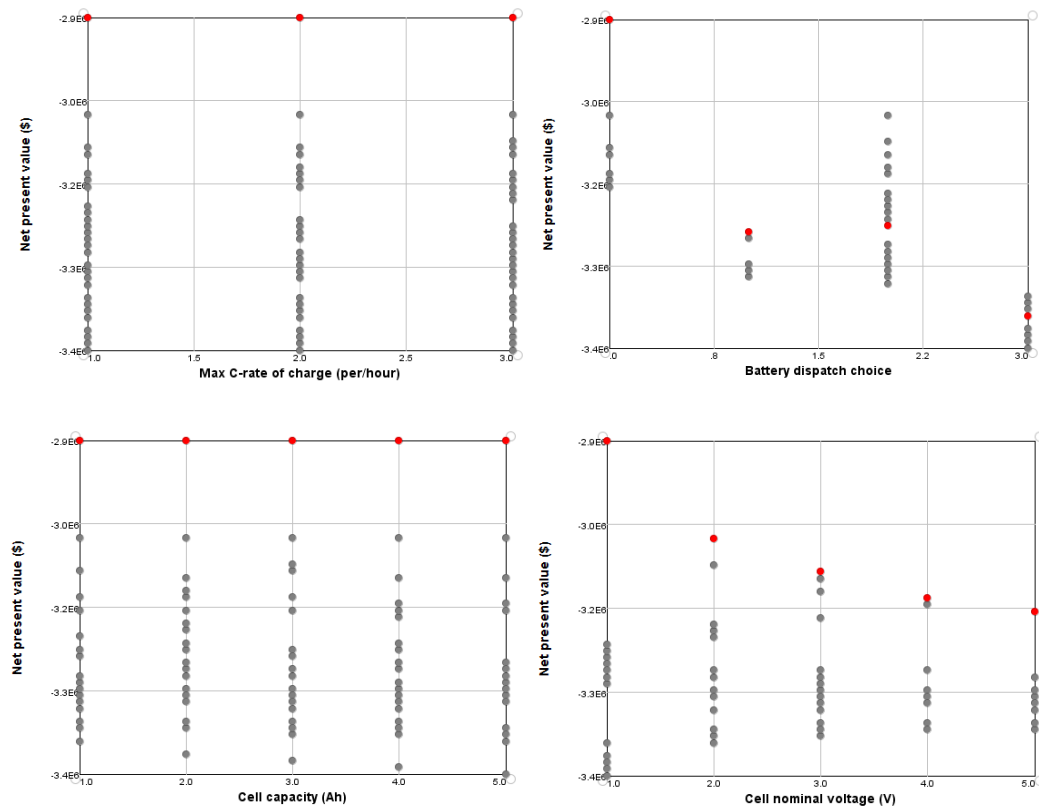 -2.9E6
-3.0E6
-3.2E6
-3.3E6
-3.4E6
1.0 1.5 2.0 2.5 3.0
Net present value ($)
Max C-rate of charge (per/hour)
-2.9E6
-3.0E6
-3.2E6
-3.3E6
-3.4E6
.0 .8 1.5 2.2 3.0
Net present value ($)
Battery dispatch choice
-2.9E6
-3.0E6
-3.2E6
-3.3E6
-3.4E6
1.0 2.0 3.0 4.0 5.0
Net present value ($)
Cell capacity (Ah)
-2.9E6
-3.0E6
-3.2E6
-3.3E6
-3.4E6
1.0 2.0 3.0 4.0 5.0
Net present value ($)
Cell nominal voltage (V)